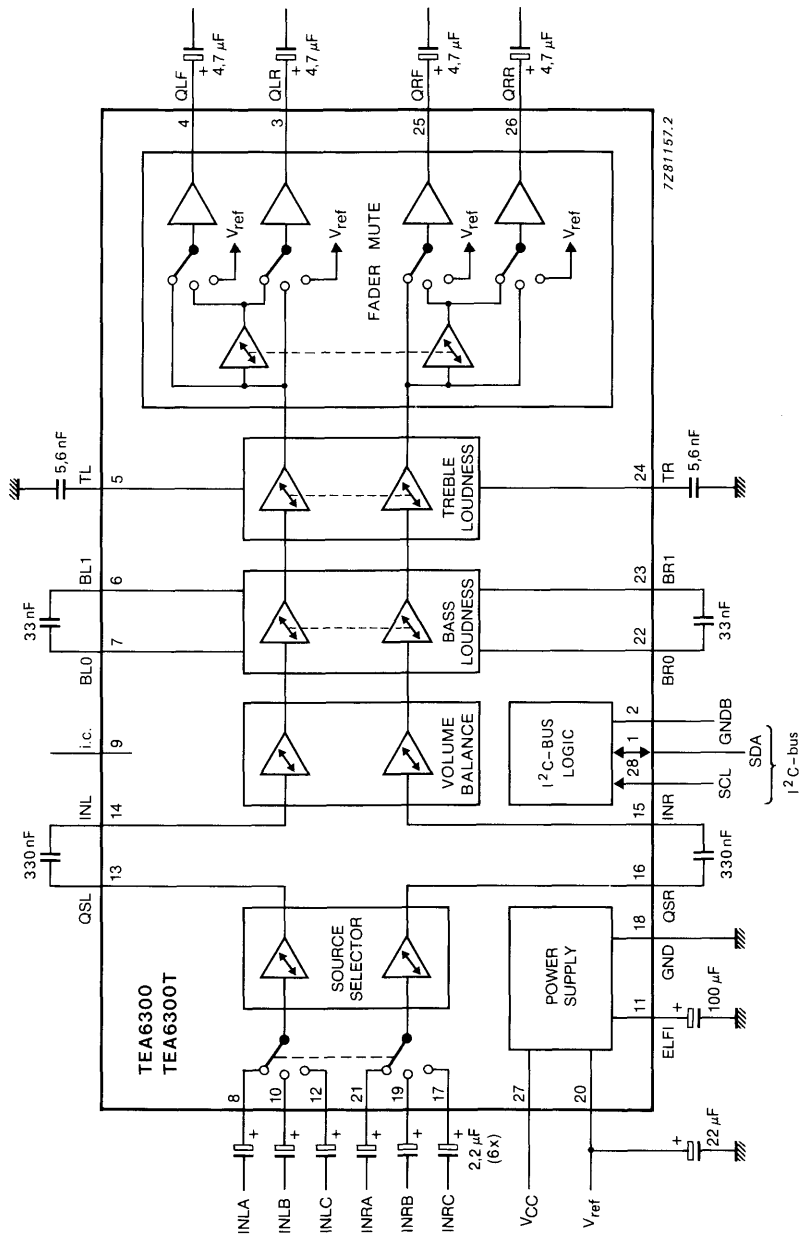 TEA6300
TEA6300T
INLA
INLB
INLC
INRA
INRB
INRC
2,2 µF
(6x)
VCC
Vref
8
10
12
21
19
17
27
20
+
+
+
+
+
+
+
22 µF
SOURCE
SELECTOR
POWER
SUPPLY
11
18
ELFI
GND
+
100 µF
QSL
13
330 nF
14
INL
QSR
16
330 nF
15
INR
i.c.
9
VOLUME
BALANCE
I²C-BUS
LOGIC
28
1
2
SCL
SDA
GNDB
I²C-bus
BL0
7
33 nF
6
BL1
BASS
LOUDNESS
22
BR0
33 nF
23
BR1
TL
5
5,6 nF
TREBLE
LOUDNESS
24
TR
5,6 nF
FADER MUTE
Vref
Vref
Vref
Vref
4
QLF
+
4,7 µF
3
QLR
+
4,7 µF
25
QRF
+
4,7 µF
26
QRR
+
4,7 µF
7Z81157.2